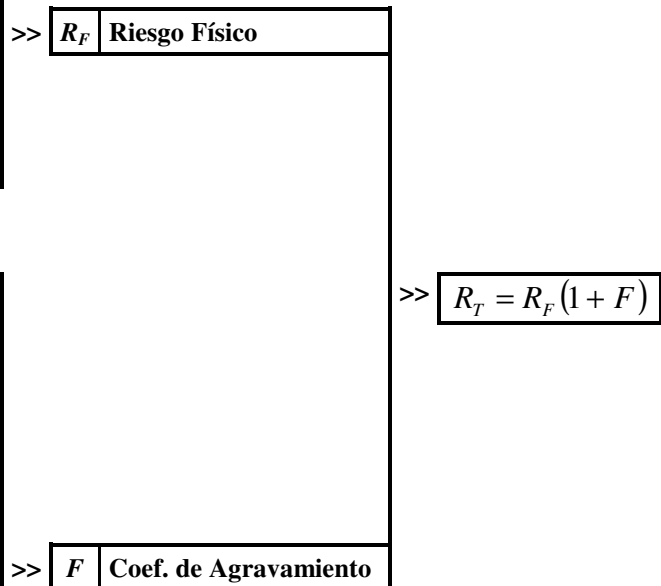 >> R_F Riesgo Físico
>> R_T = R_F (1 + F)
>> F Coef. de Agravamiento